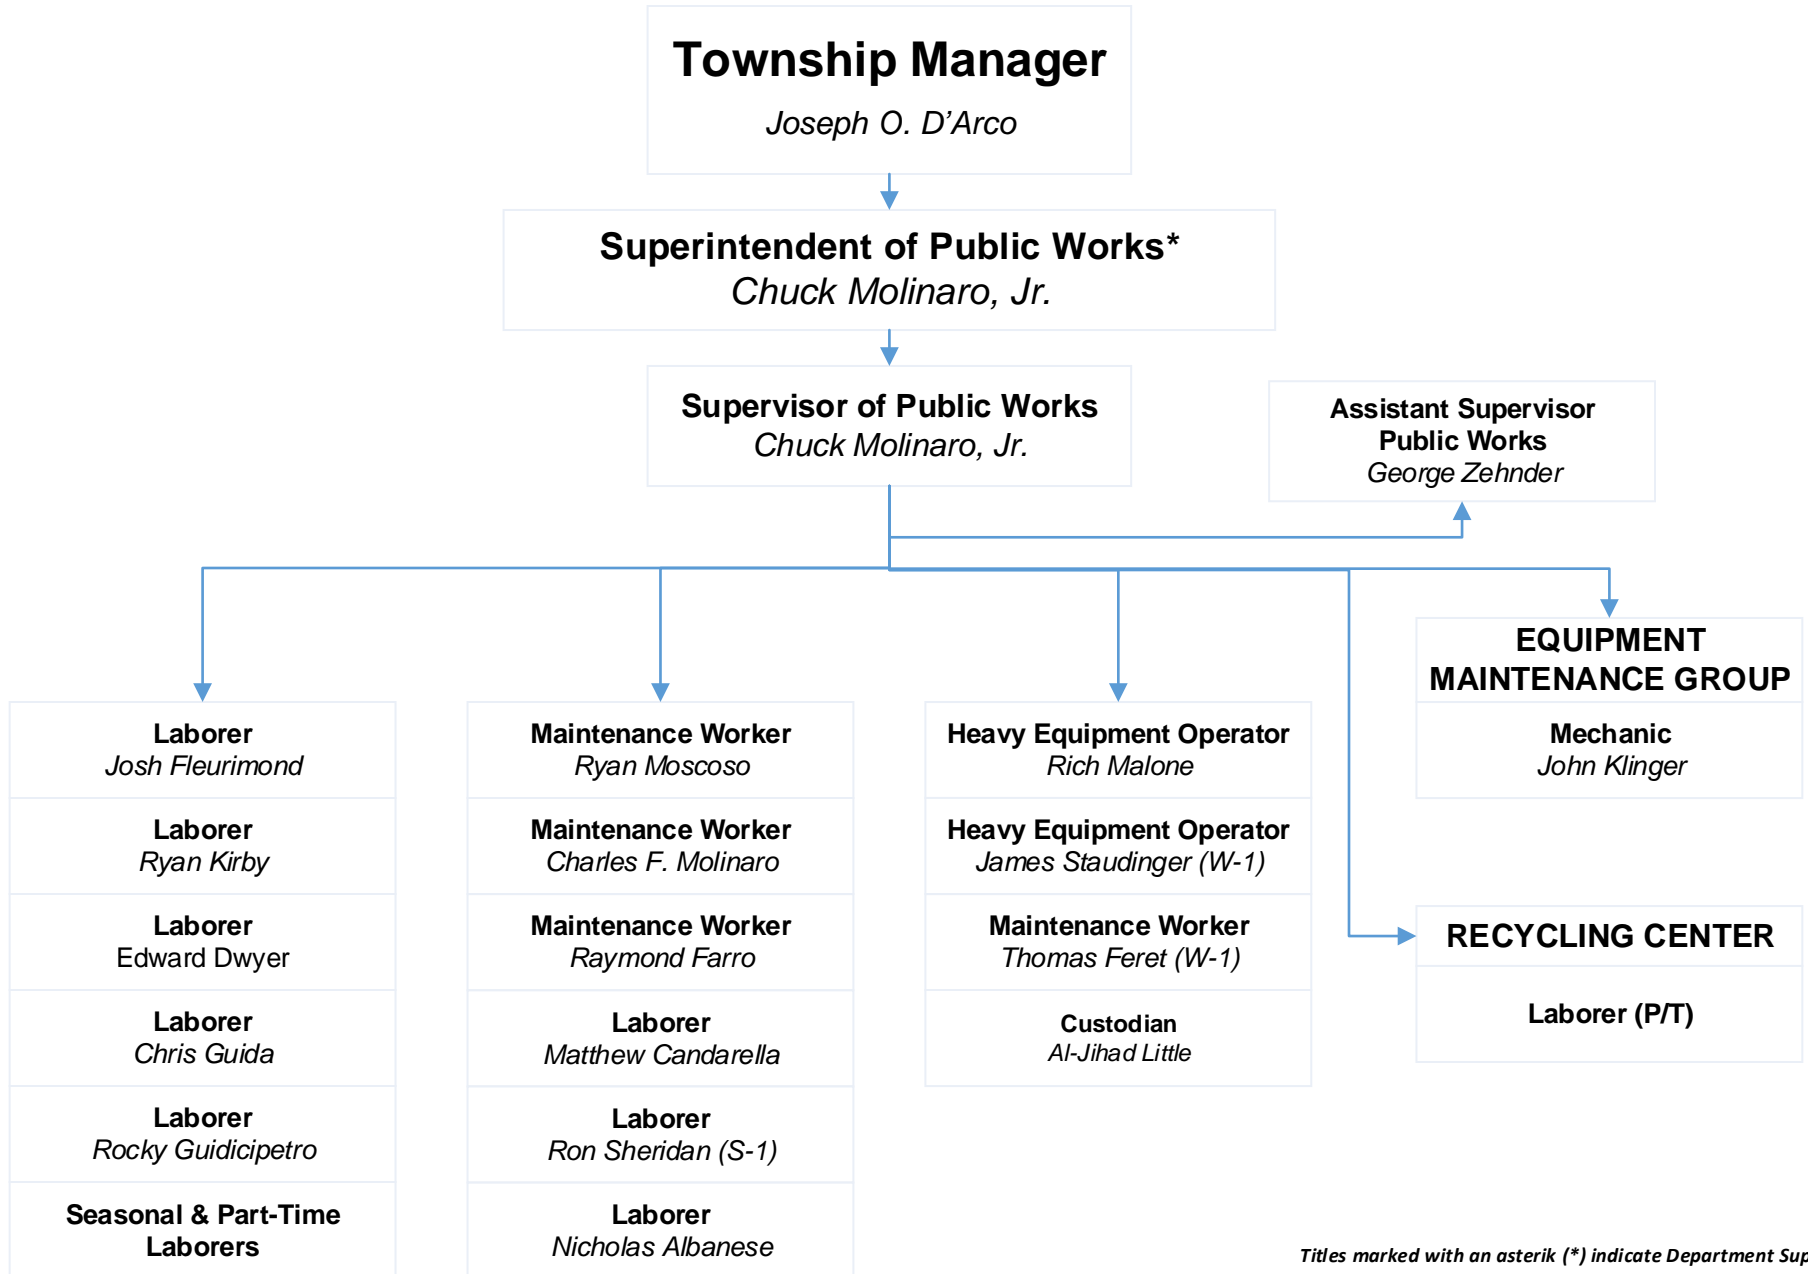 Township Manager
Joseph O. D'Arco
Superintendent of Public Works*
Chuck Molinaro, Jr.
Supervisor of Public Works
Chuck Molinaro, Jr.
Assistant Supervisor
Public Works
George Zehnder
Laborer
Josh Fleurimond
Laborer
Ryan Kirby
Laborer
Edward Dwyer
Laborer
Chris Guida
Laborer
Rocky Guidicipetro
Seasonal & Part-Time
Laborers
Maintenance Worker
Ryan Moscoso
Maintenance Worker
Charles F. Molinaro
Maintenance Worker
Raymond Farro
Laborer
Matthew Candarella
Laborer
Ron Sheridan (S-1)
Laborer
Nicholas Albanese
Heavy Equipment Operator
Rich Malone
Heavy Equipment Operator
James Staudinger (W-1)
Maintenance Worker
Thomas Feret (W-1)
Custodian
Al-Jihad Little
EQUIPMENT
MAINTENANCE GROUP
Mechanic
John Klinger
RECYCLING CENTER
Laborer (P/T)
Titles marked with an asterik (*) indicate Department Sup